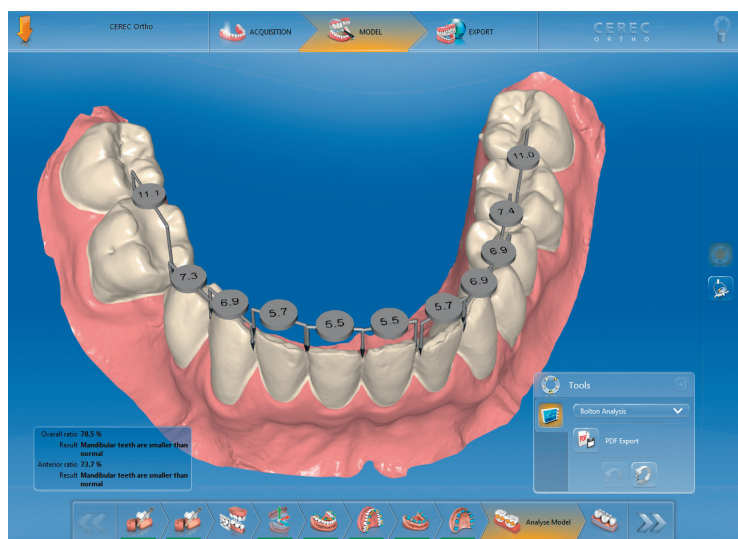 CEREC Ortho
ACQUISITION
MODEL
EXPORT
CEREC
ORTHO
11.0
11.1
7.4
6.9
7.3
6.9
6.9
5.7
5.7
5.5
5.5
Tools
Bolton Analysis
PDF Export
Overall ratio 78.5 %
Result Mandibular teeth are smaller than
normal
Anterior ratio 73.7 %
Result Mandibular teeth are smaller than
normal
Analyse Model